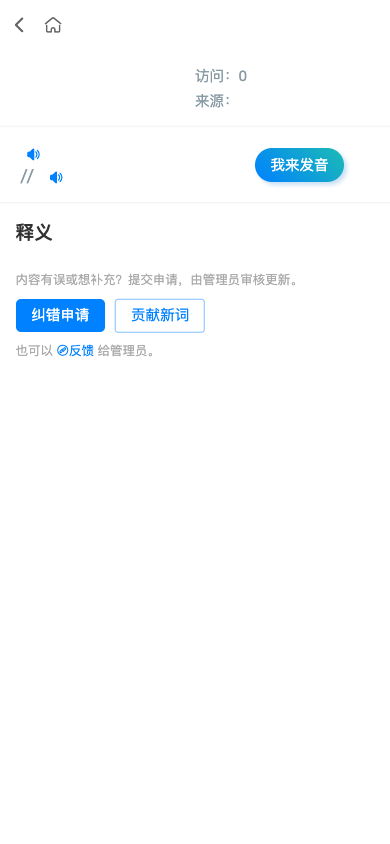 访问：0
来源：
//
我来发音
释义
内容有误或想补充？提交申请，由管理员审核更新。
纠错申请 贡献新词
也可以 反馈 给管理员。